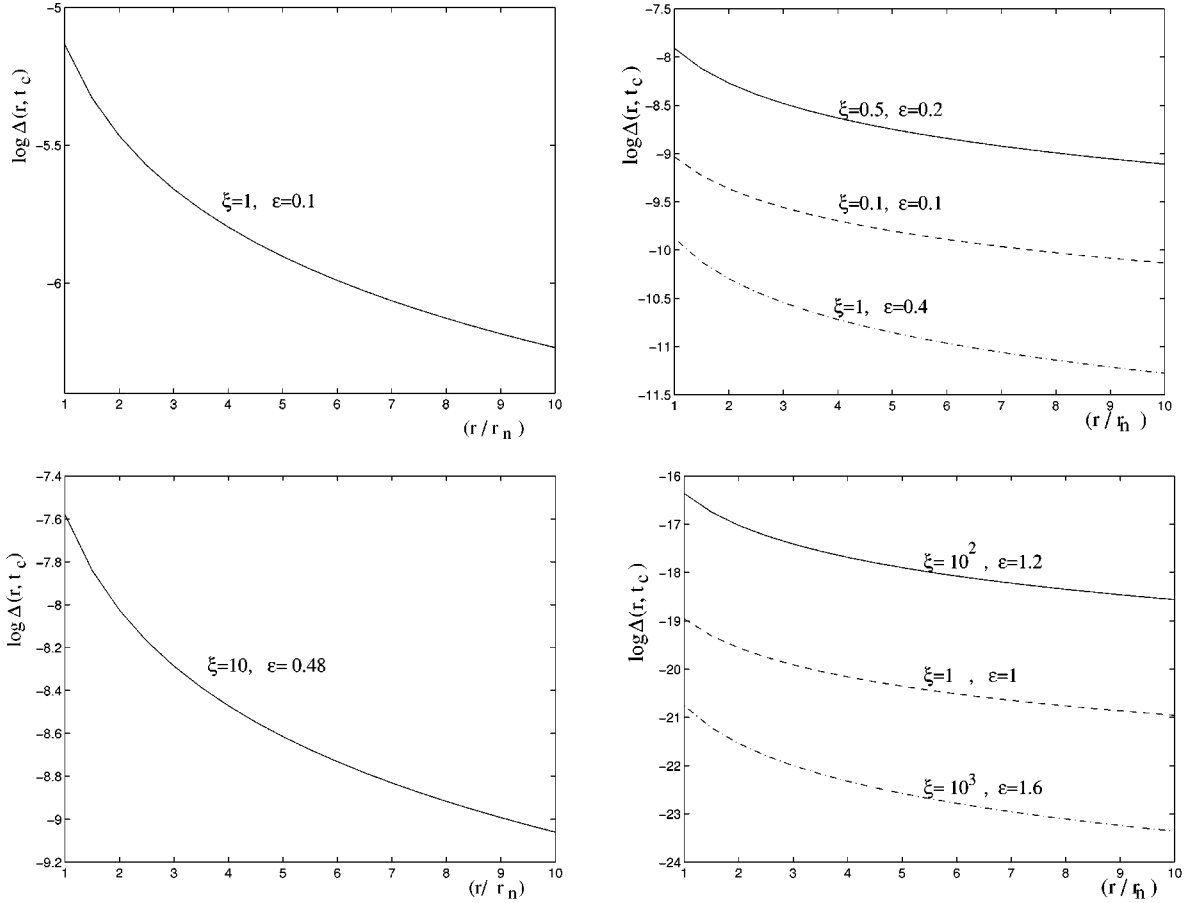 -5
-5.5
-6
log Δ(r, t_c)
ξ=1, ε=0.1
1 2 3 4 5 6 7 8 9 10
(r / r_n)
-7.5
-8
-8.5
-9
-9.5
-10
-10.5
-11
-11.5
log Δ(r, t_c)
ξ=0.5, ε=0.2
ξ=0.1, ε=0.1
ξ=1, ε=0.4
1 2 3 4 5 6 7 8 9 10
(r / r_n)
-7.4
-7.6
-7.8
-8
-8.2
-8.4
-8.6
-8.8
-9
-9.2
log Δ(r, t_c)
ξ=10, ε= 0.48
1 2 3 4 5 6 7 8 9 10
(r/ r_n)
-16
-17
-18
-19
-20
-21
-22
-23
-24
log Δ(r, t_c)
ξ= 10^2 , ε=1.2
ξ=1 , ε=1
ξ= 10^3 , ε=1.6
1 2 3 4 5 6 7 8 9 10
(r / r_n)